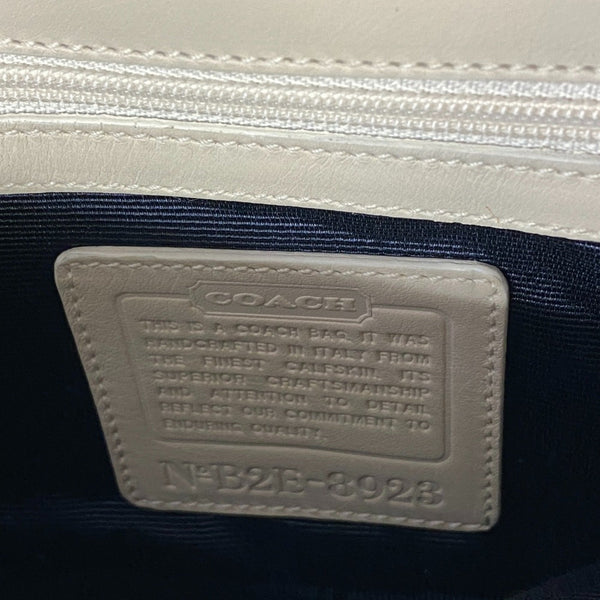 COACH
THIS IS A COACH BAG. IT WAS
HANDCRAFTED IN ITALY FROM
THE FINEST CALFSKIN. ITS
SUPERIOR CRAFTSMANSHIP
AND ATTENTION TO DETAIL
REFLECT OUR COMMITMENT TO
ENDURING QUALITY.
No B2E-8923